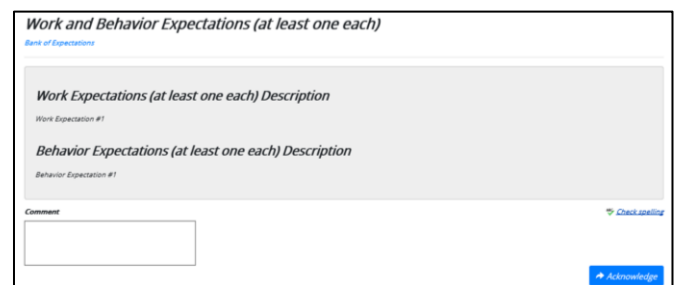 Work and Behavior Expectations (at least one each)
Bank of Expectations
Work Expectations (at least one each) Description
Work Expectation #1
Behavior Expectations (at least one each) Description
Behavior Expectation #1
Comment
Check spelling
Acknowledge